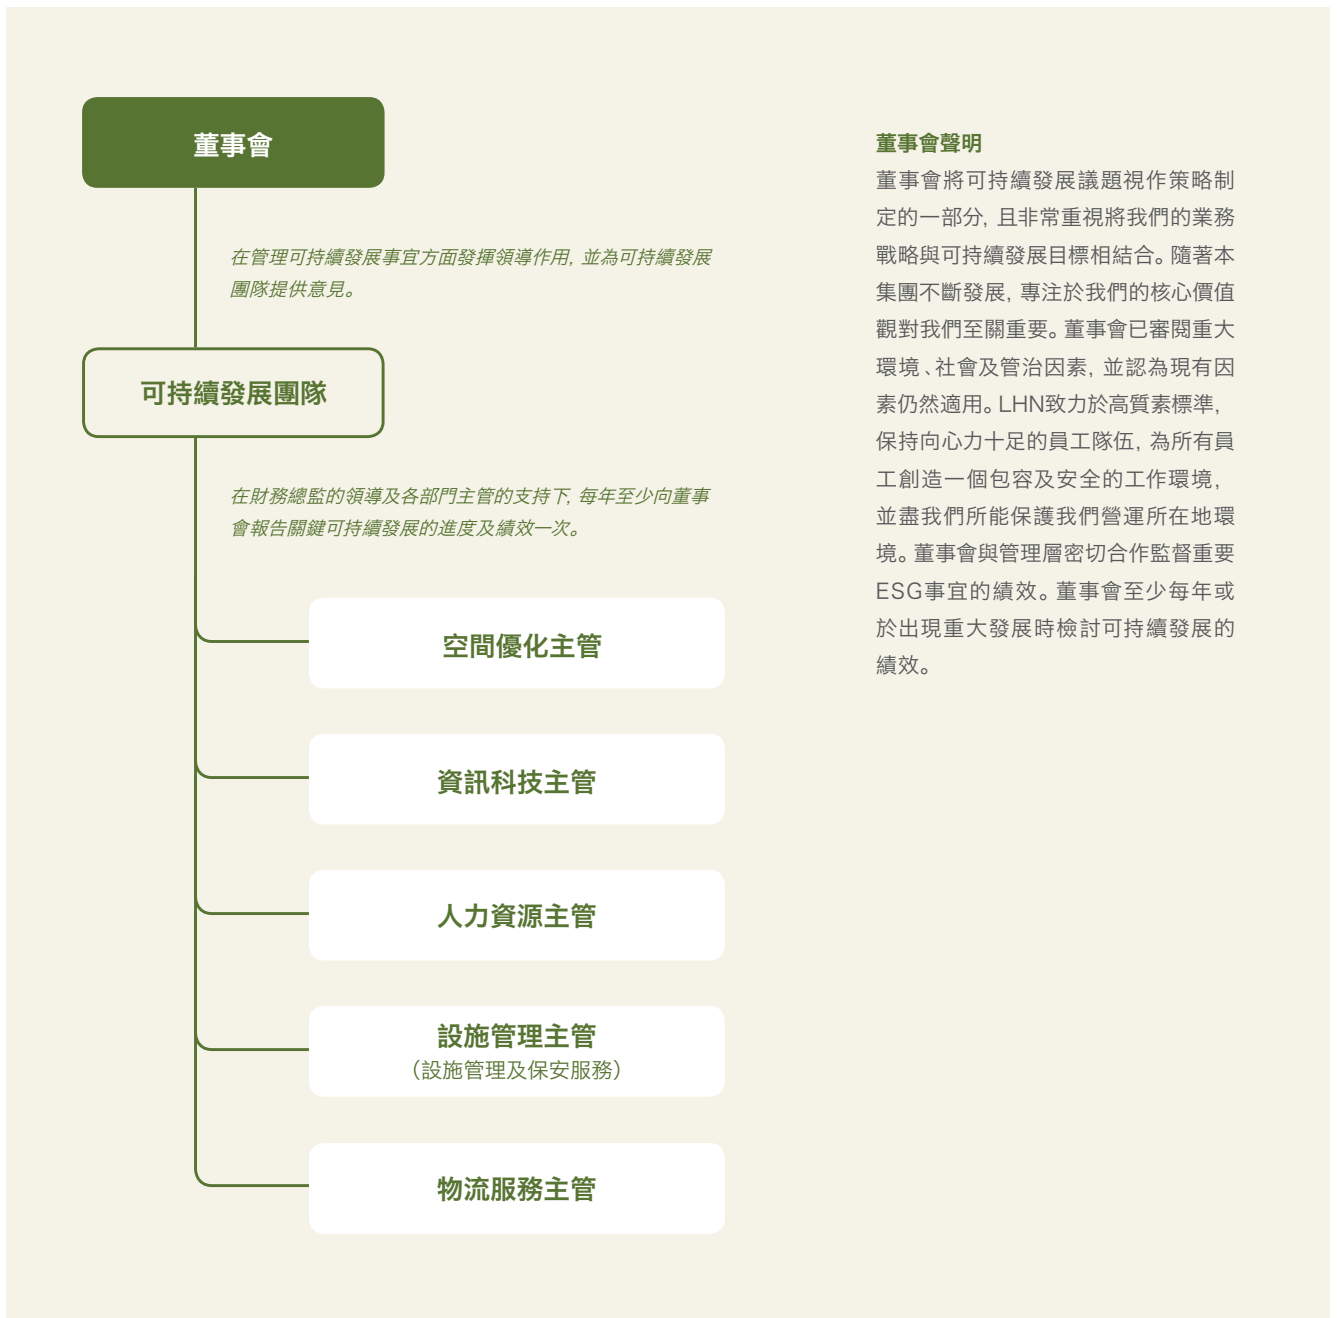 董事會
在管理可持續發展事宜方面發揮領導作用，並為可持續發展
團隊提供意見。
可持續發展團隊
在財務總監的領導及各部門主管的支持下，每年至少向董事
會報告關鍵可持續發展的進度及績效一次。
空間優化主管
資訊科技主管
人力資源主管
設施管理主管
（設施管理及保安服務）
物流服務主管
董事會聲明
董事會將可持續發展議題視作策略制
定的一部分，且非常重視將我們的業務
戰略與可持續發展目標相結合。隨著本
集團不斷發展，專注於我們的核心價值
觀對我們至關重要。董事會已審閱重大
環境、社會及管治因素，並認為現有因
素仍然適用。LHN致力於高質素標準，
保持向心力十足的員工隊伍，為所有員
工創造一個包容及安全的工作環境，
並盡我們所能保護我們營運所在地環
境。董事會與管理層密切合作監督重要
ESG事宜的績效。董事會至少每年或
於出現重大發展時檢討可持續發展的
績效。